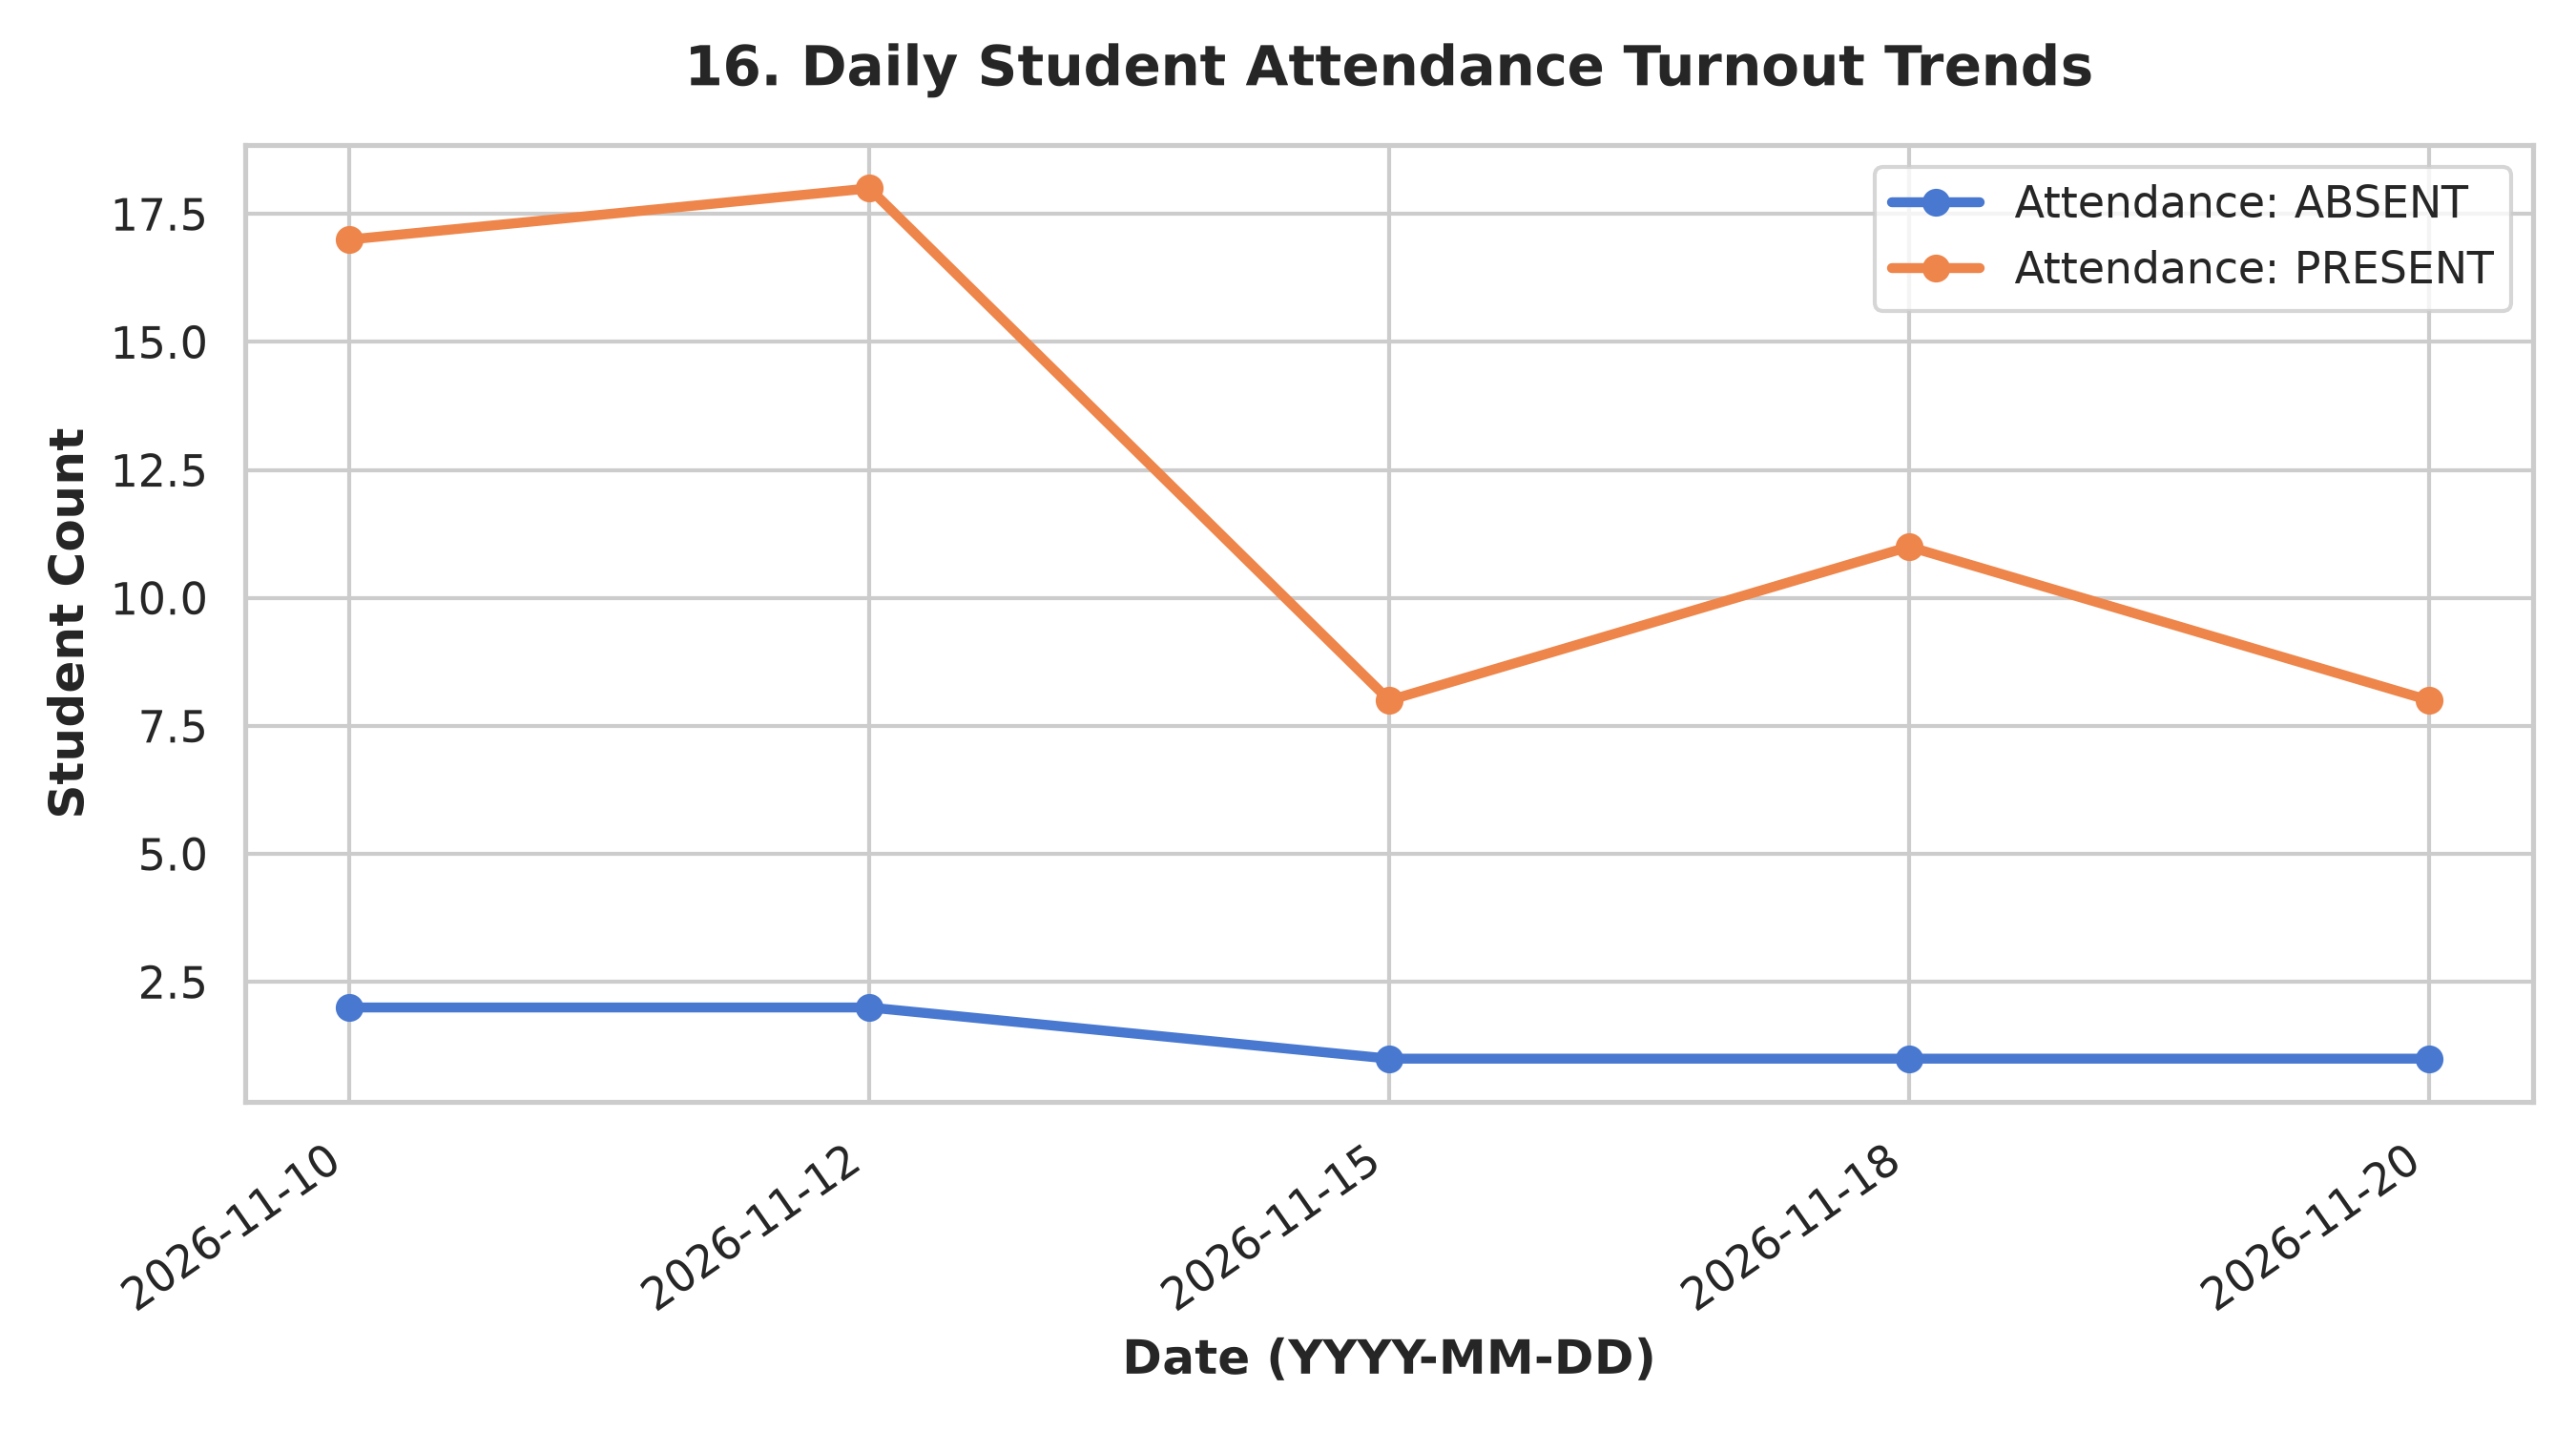 16. Daily Student Attendance Turnout Trends
Attendance: ABSENT
Attendance: PRESENT
Student Count
17.5
15.0
12.5
10.0
7.5
5.0
2.5
2026-11-10
2026-11-12
2026-11-15
2026-11-18
2026-11-20
Date (YYYY-MM-DD)